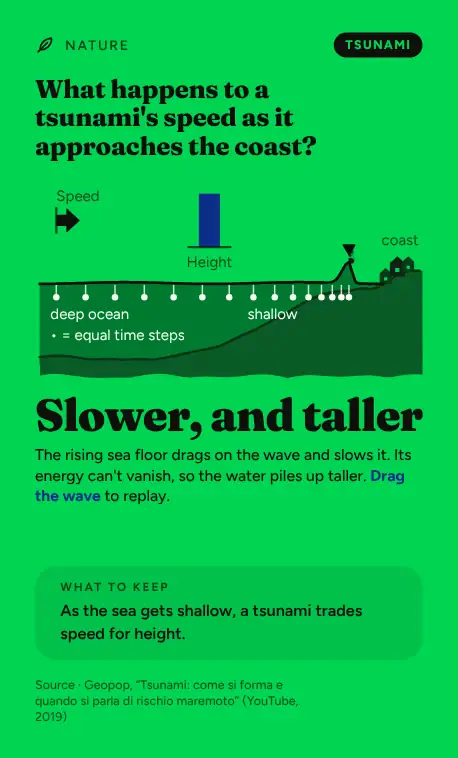 NATURE
TSUNAMI
What happens to a
tsunami's speed as it
approaches the coast?
Speed
Height
coast
deep ocean
shallow
• = equal time steps
Slower, and taller
The rising sea floor drags on the wave and slows it. Its
energy can't vanish, so the water piles up taller. Drag
the wave to replay.
WHAT TO KEEP
As the sea gets shallow, a tsunami trades
speed for height.
Source · Geopop, “Tsunami: come si forma e
quando si parla di rischio maremoto” (YouTube,
2019)